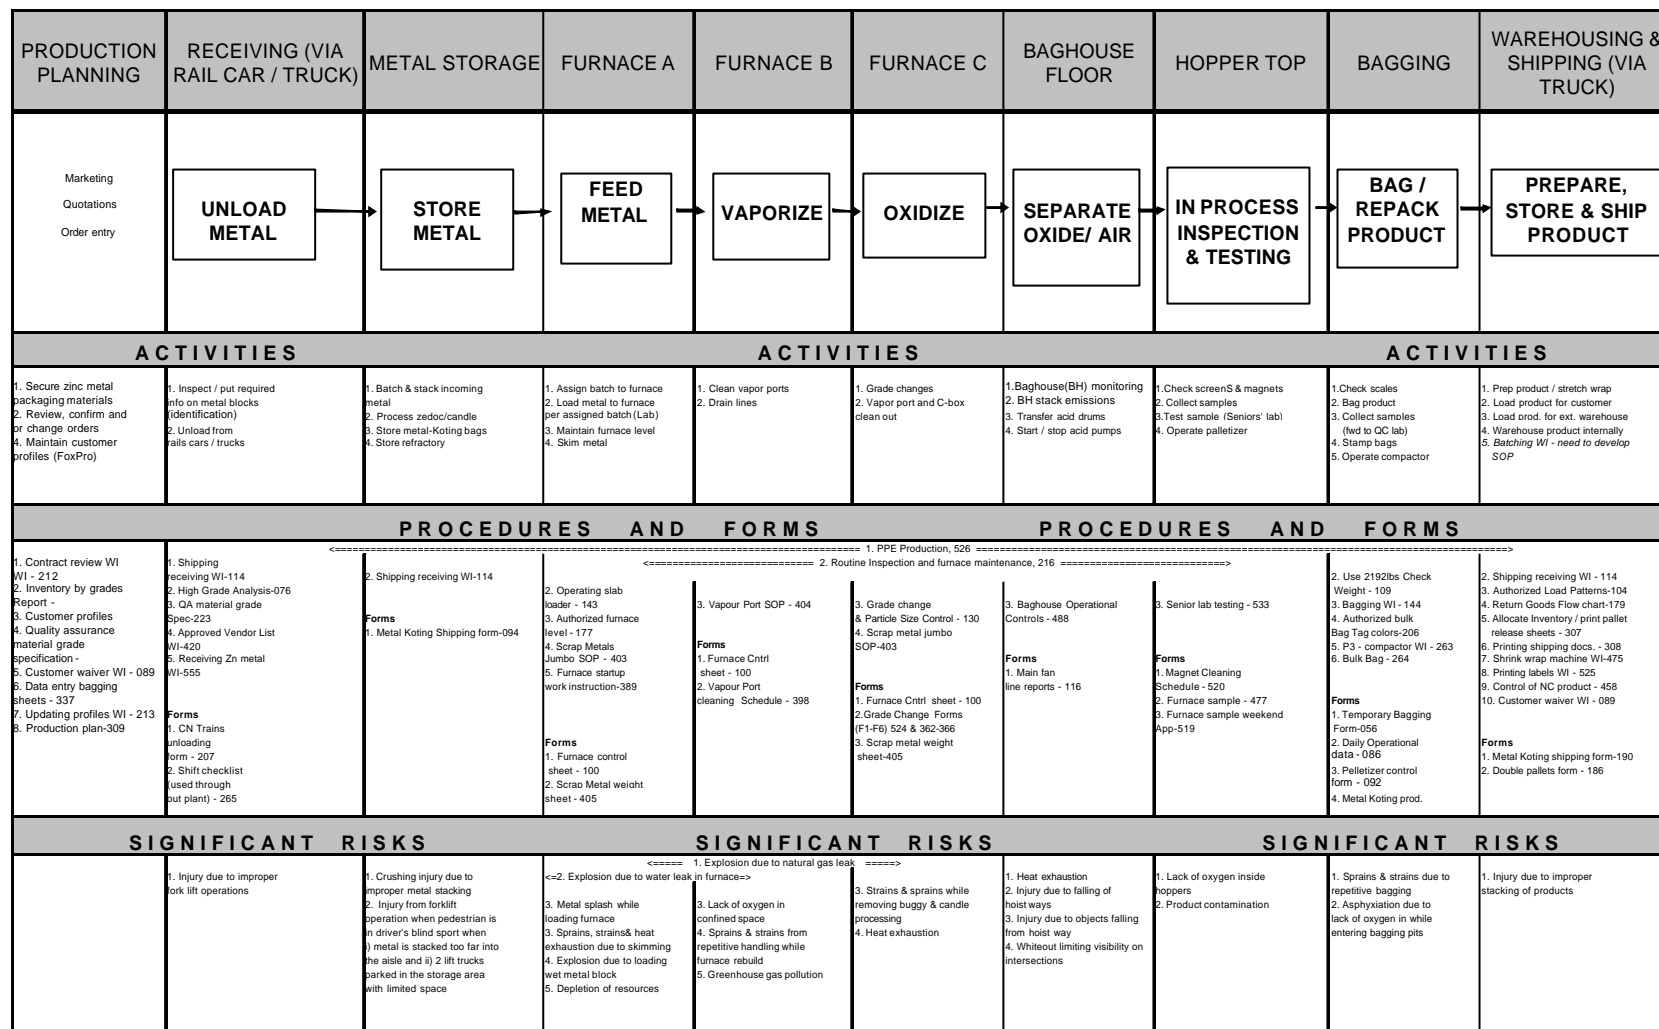 PRODUCTION
PLANNING
RECEIVING (VIA
RAIL CAR / TRUCK)
METAL STORAGE
FURNACE A
FURNACE B
FURNACE C
BAGHOUSE
FLOOR
HOPPER TOP
BAGGING
WAREHOUSING &
SHIPPING (VIA
TRUCK)
Marketing
Quotations
Order entry
UNLOAD
METAL
STORE
METAL
FEED
METAL
VAPORIZE
OXIDIZE
SEPARATE
OXIDE/ AIR
IN PROCESS
INSPECTION
& TESTING
BAG /
REPACK
PRODUCT
PREPARE,
STORE & SHIP
PRODUCT
ACTIVITIES
ACTIVITIES
ACTIVITIES
1. Secure zinc metal
packaging materials
2. Review, confirm and
or change orders
4. Maintain customer
profiles (FoxPro)
1. Inspect / put required
info on metal blocks
(identification)
2. Unload from
rails cars / trucks
1. Batch & stack incoming
metal
2. Process zedoc/candle
3. Store metal-Koting bags
4. Store refractory
1. Assign batch to furnace
2. Load metal to furnace
per assigned batch (Lab)
3. Maintain furnace level
4. Skim metal
1. Clean vapor ports
2. Drain lines
1. Grade changes
2. Vapor port and C-box
clean out
1.Baghouse(BH) monitoring
2. BH stack emissions
3. Transfer acid drums
4. Start / stop acid pumps
1.Check screenS & magnets
2. Collect samples
3.Test sample (Seniors' lab)
4. Operate palletizer
1.Check scales
2. Bag product
3. Collect samples
(fwd to QC lab)
4. Stamp bags
5. Operate compactor
1. Prep product / stretch wrap
2. Load product for customer
3. Load prod. for ext. warehouse
4. Warehouse product internally
5. Batching WI - need to develop
SOP
PROCEDURES AND FORMS
PROCEDURES AND FORMS
1. PPE Production, 526
2. Routine Inspection and furnace maintenance, 216
1. Contract review WI
WI - 212
2. Inventory by grades
Report -
3. Customer profiles
4. Quality assurance
material grade
specification -
5. Customer waiver WI - 089
6. Data entry bagging
sheets - 337
7. Updating profiles WI - 213
8. Production plan-309
1. Shipping
receiving WI-114
2. High Grade Analysis-076
3. QA material grade
Spec-223
4. Approved Vendor List
WI-420
5. Receiving Zn metal
WI-555
Forms
1. CN Trains
unloading
form - 207
2. Shift checklist
(used through
out plant) - 265
2. Shipping receiving WI-114
Forms
1. Metal Koting Shipping form-094
2. Operating slab
loader - 143
3. Authorized furnace
level - 177
4. Scrap Metals
Jumbo SOP - 403
5. Furnace startup
work instruction-389
Forms
1. Furnace control
sheet - 100
2. Scrap Metal weight
sheet - 405
3. Vapour Port SOP - 404
Forms
1. Furnace Cntrl
sheet - 100
2. Vapour Port
cleaning Schedule - 398
3. Grade change
& Particle Size Control - 130
4. Scrap metal jumbo
SOP-403
Forms
1. Furnace Cntrl sheet - 100
2.Grade Change Forms
(F1-F6) 524 & 362-366
3. Scrap metal weight
sheet-405
3. Baghouse Operational
Controls - 488
Forms
1. Main fan
line reports - 116
3. Senior lab testing - 533
Forms
1. Magnet Cleaning
Schedule - 520
2. Furnace sample - 477
3. Furnace sample weekend
App-519
2. Use 2192lbs Check
Weight - 109
3. Bagging WI - 144
4. Authorized bulk
Bag Tag colors-206
5. P3 - compactor WI - 263
6. Bulk Bag - 264
Forms
1. Temporary Bagging
Form-056
2. Daily Operational
data - 086
3. Pelletizer control
form - 092
4. Metal Koting prod.
2. Shipping receiving WI - 114
3. Authorized Load Patterns-104
4. Return Goods Flow chart-179
5. Allocate Inventory / print pallet
release sheets - 307
6. Printing shipping docs. - 308
7. Shrink wrap machine WI-475
8. Printing labels WI - 525
9. Control of NC product - 458
10. Customer waiver WI - 089
Forms
1. Metal Koting shipping form-190
2. Double pallets form - 186
SIGNIFICANT RISKS
SIGNIFICANT RISKS
SIGNIFICANT RISKS
<===== 1. Explosion due to natural gas leak =====>
<=2. Explosion due to water leak in furnace=>
1. Injury due to improper
fork lift operations
1. Crushing injury due to
improper metal stacking
2. Injury from forklift
operation when pedestrian is
in driver's blind sport when
i) metal is stacked too far into
the aisle and ii) 2 lift trucks
parked in the storage area
with limited space
3. Metal splash while
loading furnace
3. Sprains, strains& heat
exhaustion due to skimming
4. Explosion due to loading
wet metal block
5. Depletion of resources
3. Lack of oxygen in
confined space
4. Sprains & strains from
repetitive handling while
furnace rebuild
5. Greenhouse gas pollution
3. Strains & sprains while
removing buggy & candle
processing
4. Heat exhaustion
1. Heat exhaustion
2. Injury due to falling of
hoist ways
3. Injury due to objects falling
from hoist way
4. Whiteout limiting visibility on
intersections
1. Lack of oxygen inside
hoppers
2. Product contamination
1. Sprains & strains due to
repetitive bagging
2. Asphyxiation due to
lack of oxygen in while
entering bagging pits
1. Injury due to improper
stacking of products